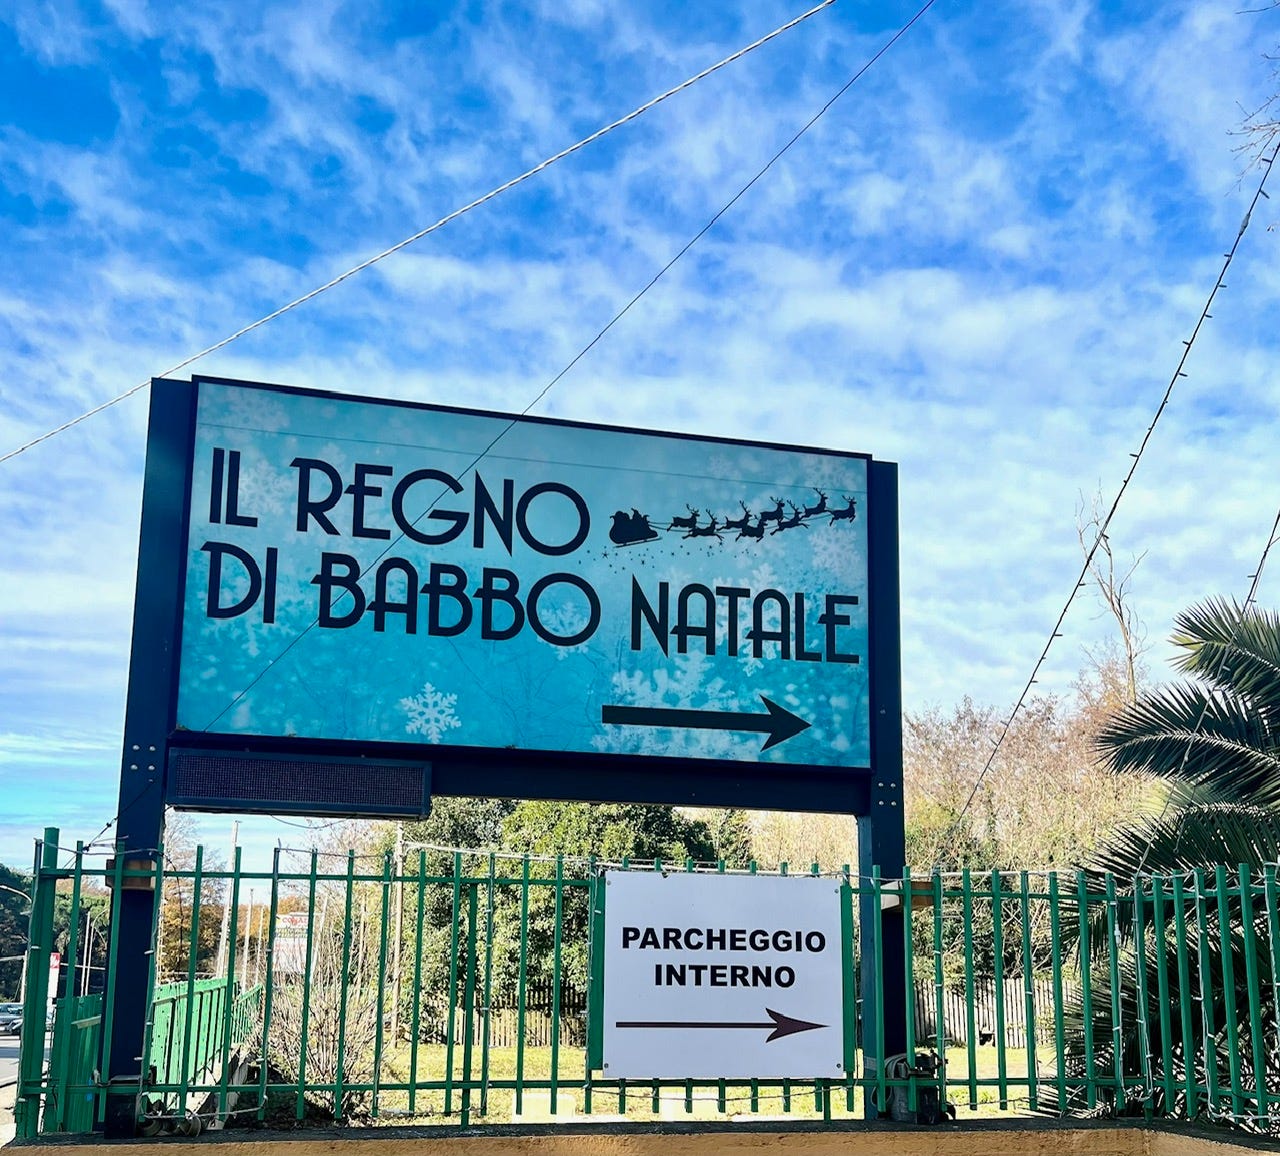 IL REGNO
DI BABBO NATALE
PARCHEGGIO
INTERNO